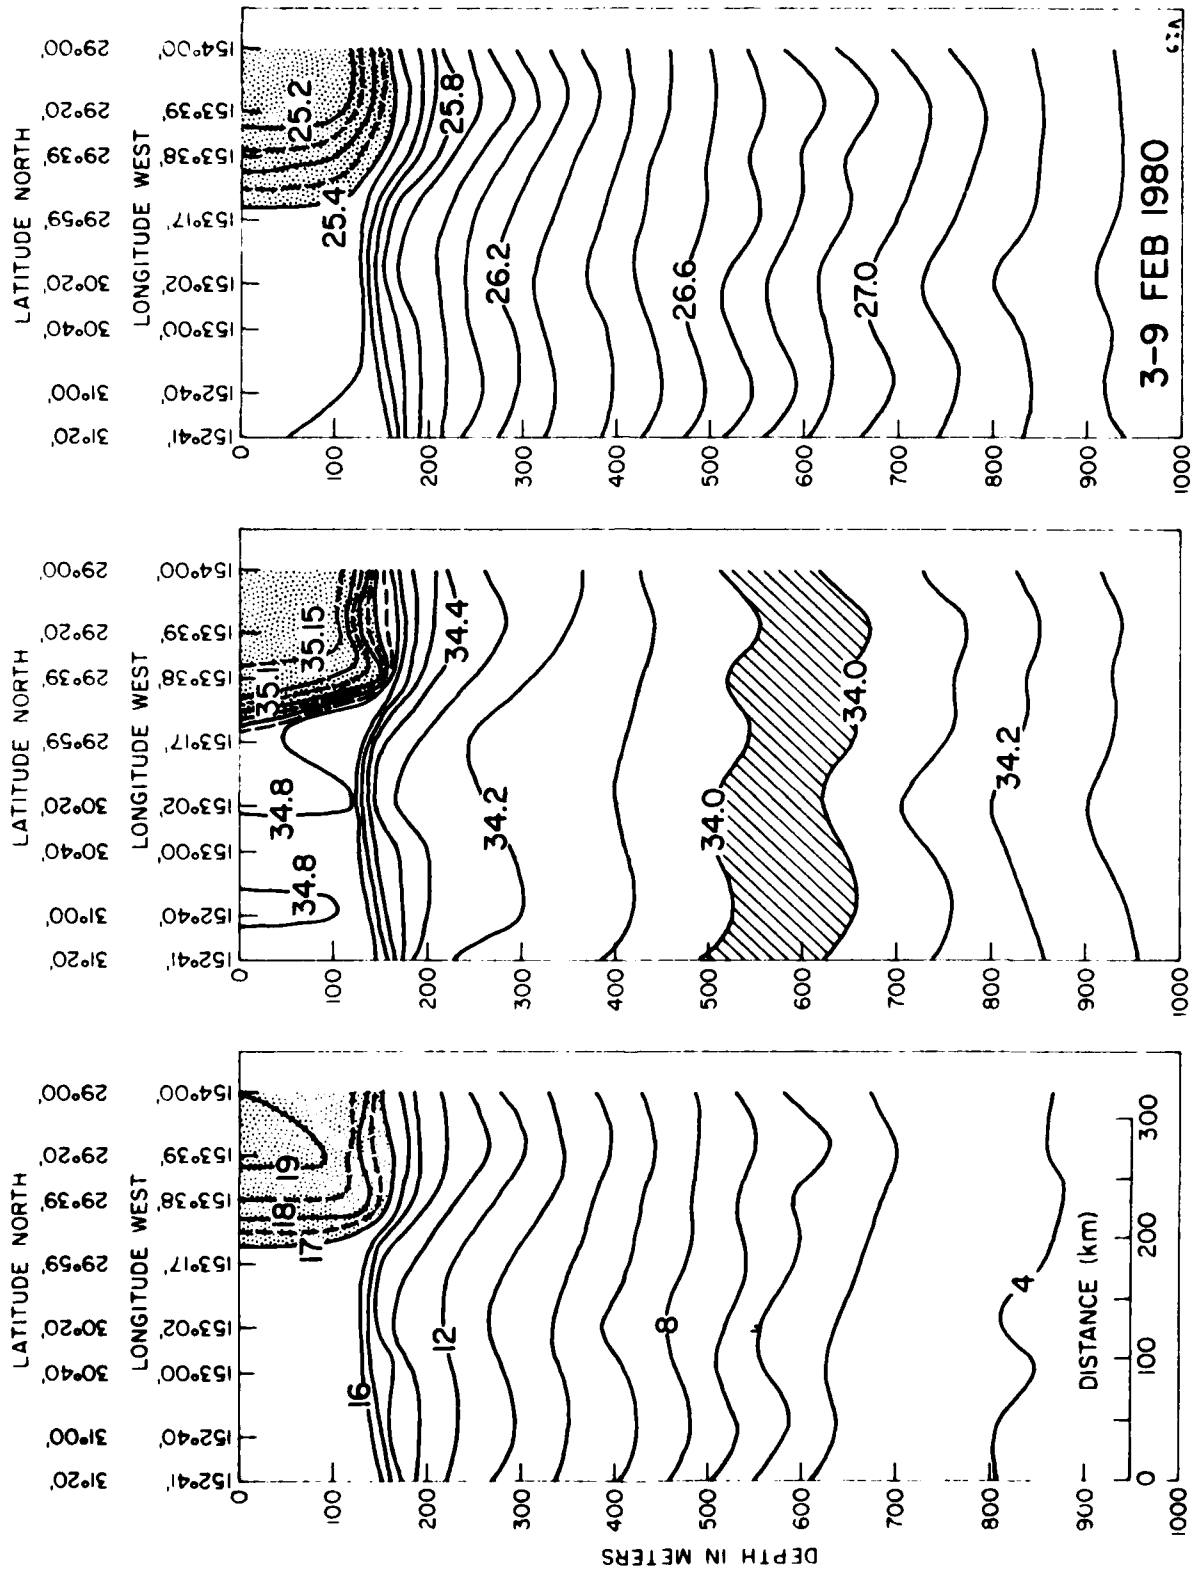 LATITUDE NORTH
31°20' 31°00' 30°40' 30°20' 29°59' 29°39' 29°20' 29°00'
LONGITUDE WEST
152°41' 152°40' 153°00' 153°02' 153°17' 153°38' 153°39' 154°00'
0
100
200
300
400
500
600
700
800
900
1000
DEPTH IN METERS
17 18 19
16
12
8
4
DISTANCE (km)
0 100 200 300
LATITUDE NORTH
31°20' 31°00' 30°40' 30°20' 29°59' 29°39' 29°20' 29°00'
LONGITUDE WEST
152°41' 152°40' 153°00' 153°02' 153°17' 153°38' 153°39' 154°00'
0
100
200
300
400
500
600
700
800
900
1000
34.8 34.8 35.11 35.15
34.4
34.2
34.0
34.0
34.2
LATITUDE NORTH
31°20' 31°00' 30°40' 30°20' 29°59' 29°39' 29°20' 29°00'
LONGITUDE WEST
152°41' 152°40' 153°00' 153°02' 153°17' 153°38' 153°39' 154°00'
0
100
200
300
400
500
600
700
800
900
1000
25.2
25.4
25.8
26.2
26.6
27.0
3-9 FEB 1980